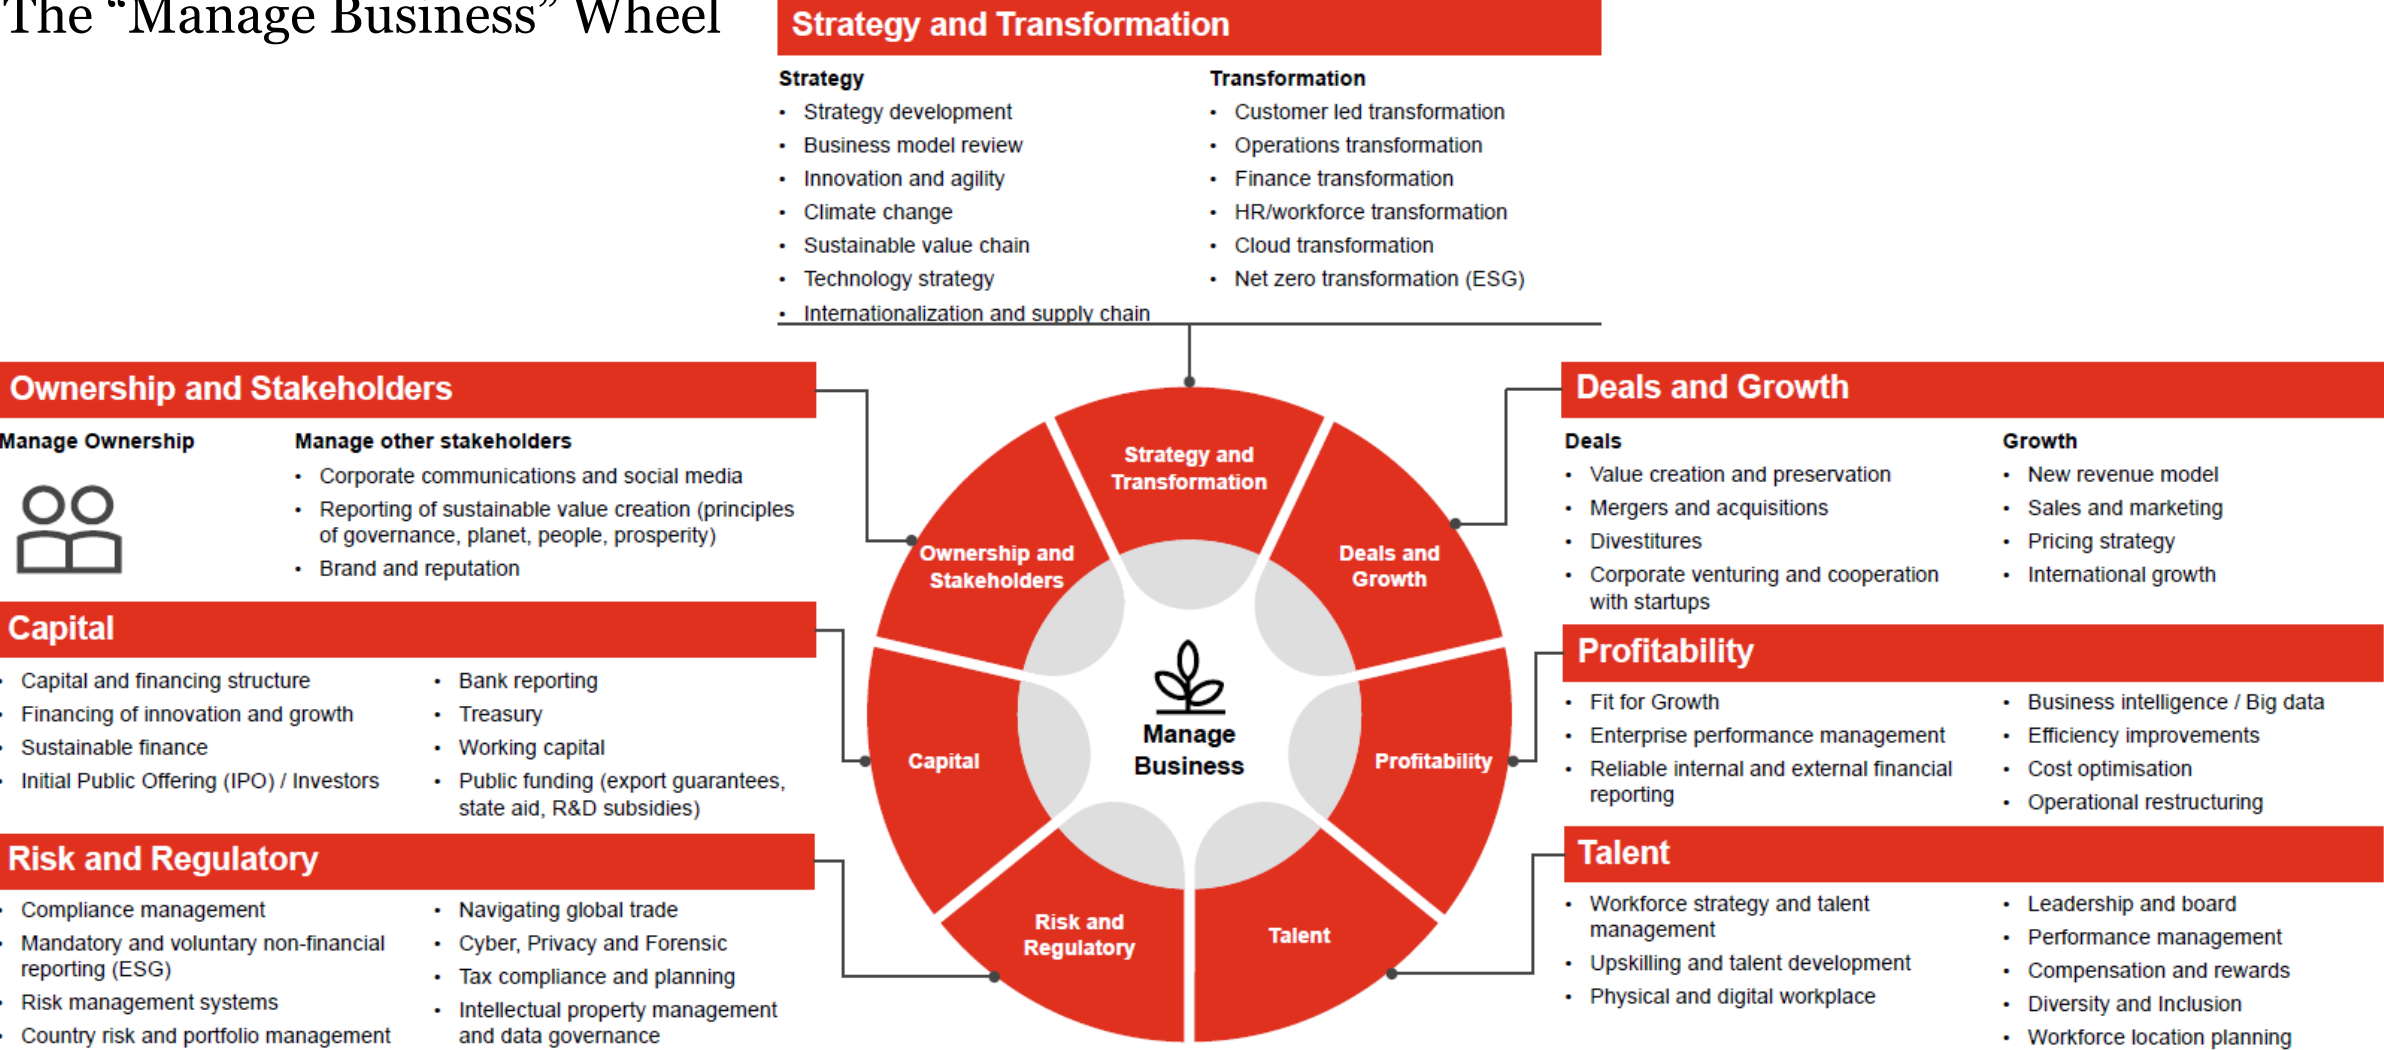 The “Manage Business” Wheel
Strategy and Transformation
Strategy
• Strategy development
• Business model review
• Innovation and agility
• Climate change
• Sustainable value chain
• Technology strategy
• Internationalization and supply chain
Transformation
• Customer led transformation
• Operations transformation
• Finance transformation
• HR/workforce transformation
• Cloud transformation
• Net zero transformation (ESG)
Ownership and Stakeholders
Manage Ownership
Manage other stakeholders
• Corporate communications and social media
• Reporting of sustainable value creation (principles
of governance, planet, people, prosperity)
• Brand and reputation
Capital
• Capital and financing structure
• Financing of innovation and growth
• Sustainable finance
• Initial Public Offering (IPO) / Investors
• Bank reporting
• Treasury
• Working capital
• Public funding (export guarantees,
state aid, R&D subsidies)
Risk and Regulatory
• Compliance management
• Mandatory and voluntary non-financial
reporting (ESG)
• Risk management systems
• Country risk and portfolio management
• Navigating global trade
• Cyber, Privacy and Forensic
• Tax compliance and planning
• Intellectual property management
and data governance
Strategy and
Transformation
Ownership and
Stakeholders
Deals and
Growth
Capital
Manage
Business
Profitability
Risk and
Regulatory
Talent
Deals and Growth
Deals
• Value creation and preservation
• Mergers and acquisitions
• Divestitures
• Corporate venturing and cooperation
with startups
Growth
• New revenue model
• Sales and marketing
• Pricing strategy
• International growth
Profitability
• Fit for Growth
• Enterprise performance management
• Reliable internal and external financial
reporting
• Business intelligence / Big data
• Efficiency improvements
• Cost optimisation
• Operational restructuring
Talent
• Workforce strategy and talent
management
• Upskilling and talent development
• Physical and digital workplace
• Leadership and board
• Performance management
• Compensation and rewards
• Diversity and Inclusion
• Workforce location planning